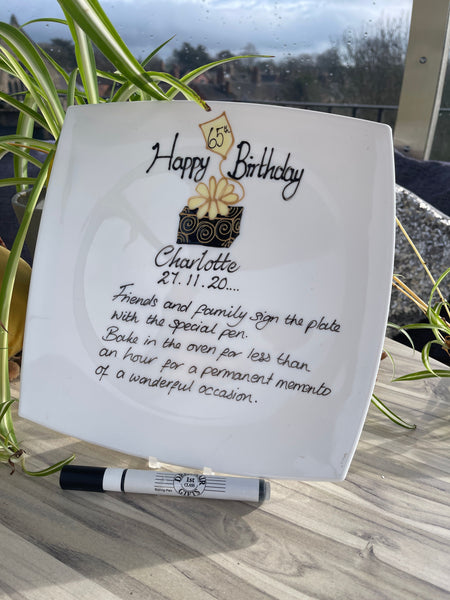 65th
Happy Birthday
Charlotte
27.11.20....
Friends and family sign the plate
with the special pen.
Bake in the oven for less than
an hour for a permanent memento
of a wonderful occasion.
1st
CLASS
GIFTS